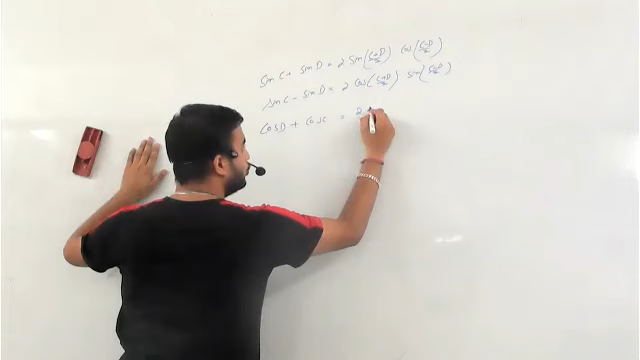 sin C + sin D = 2 sin(C+D/2) cos(C-D/2)
sin C - sin D = 2 cos(C+D/2) sin(C-D/2)
cos D + cos C = 2